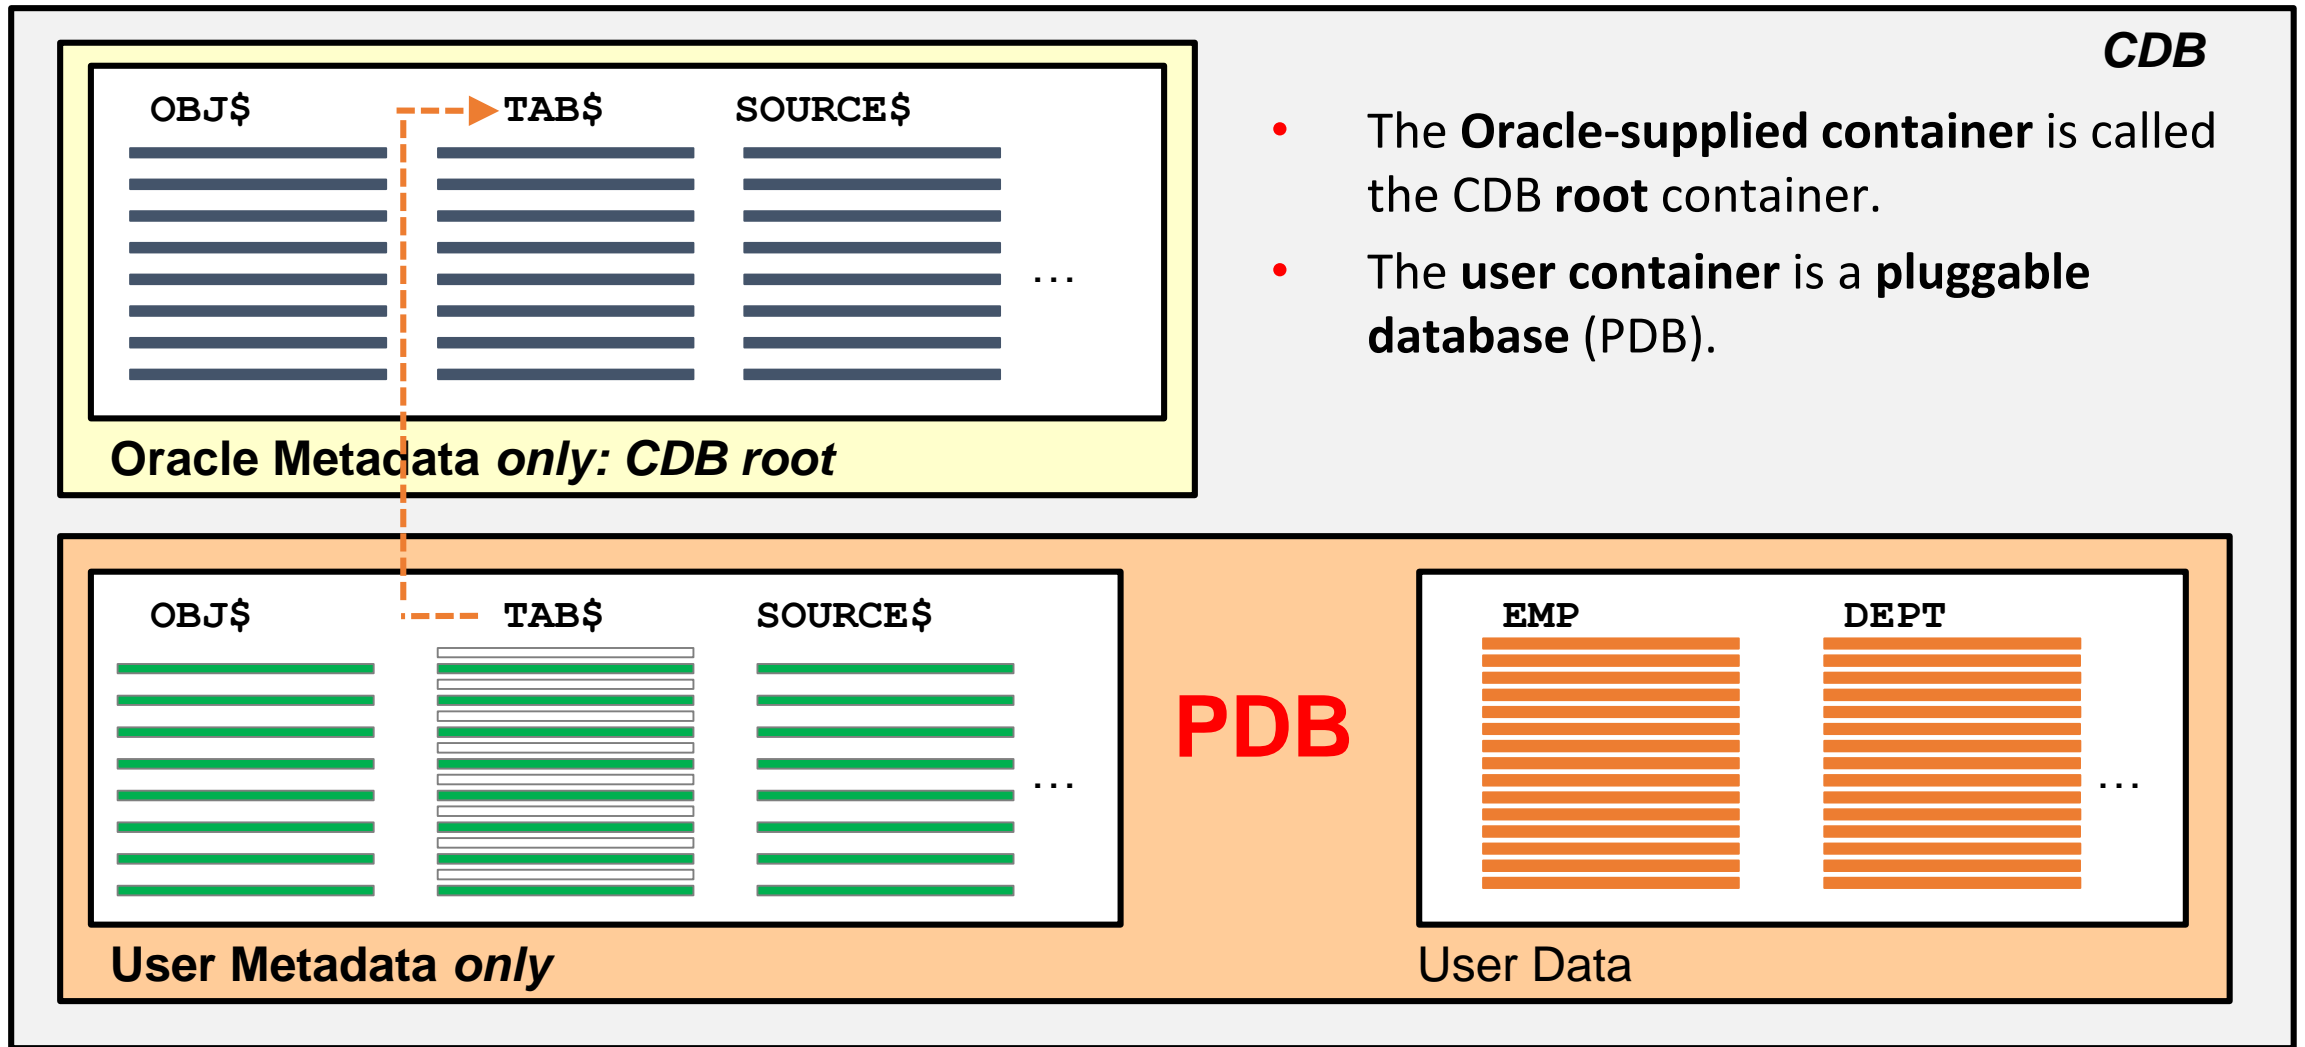 CDB
OBJ$ TAB$ SOURCE$
...
Oracle Metadata only: CDB root
• The Oracle-supplied container is called
the CDB root container.
• The user container is a pluggable
database (PDB).
OBJ$ TAB$ SOURCE$
...
User Metadata only
PDB
EMP DEPT
...
User Data